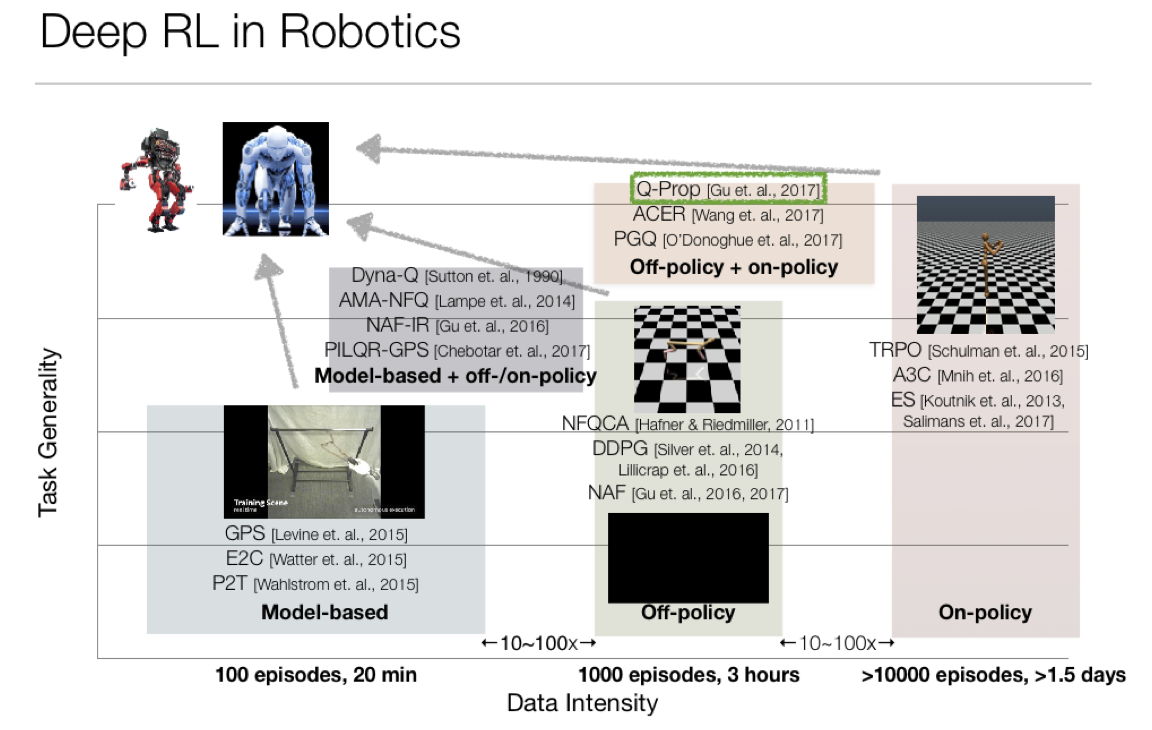 Deep RL in Robotics
Q-Prop [Gu et. al., 2017]
ACER [Wang et. al., 2017]
PGQ [O'Donoghue et. al., 2017]
Off-policy + on-policy
Dyna-Q [Sutton et. al., 1990]
AMA-NFQ [Lampe et. al., 2014]
NAF-IR [Gu et. al., 2016]
PILQR-GPS [Chebotar et. al., 2017]
Model-based + off-/on-policy
TRPO [Schulman et. al., 2015]
A3C [Mnih et. al., 2016]
ES [Koutnik et. al., 2013,
Salimans et. al., 2017]
On-policy
NFQCA [Hafner & Riedmiller, 2011]
DDPG [Silver et. al., 2014,
Lillicrap et. al., 2016]
NAF [Gu et. al., 2016, 2017]
Off-policy
Training Scene
real time
autonomous execution
GPS [Levine et. al., 2015]
E2C [Watter et. al., 2015]
P2T [Wahlstrom et. al., 2015]
Model-based
Task Generality
10~100x
10~100x
100 episodes, 20 min
1000 episodes, 3 hours
>10000 episodes, >1.5 days
Data Intensity